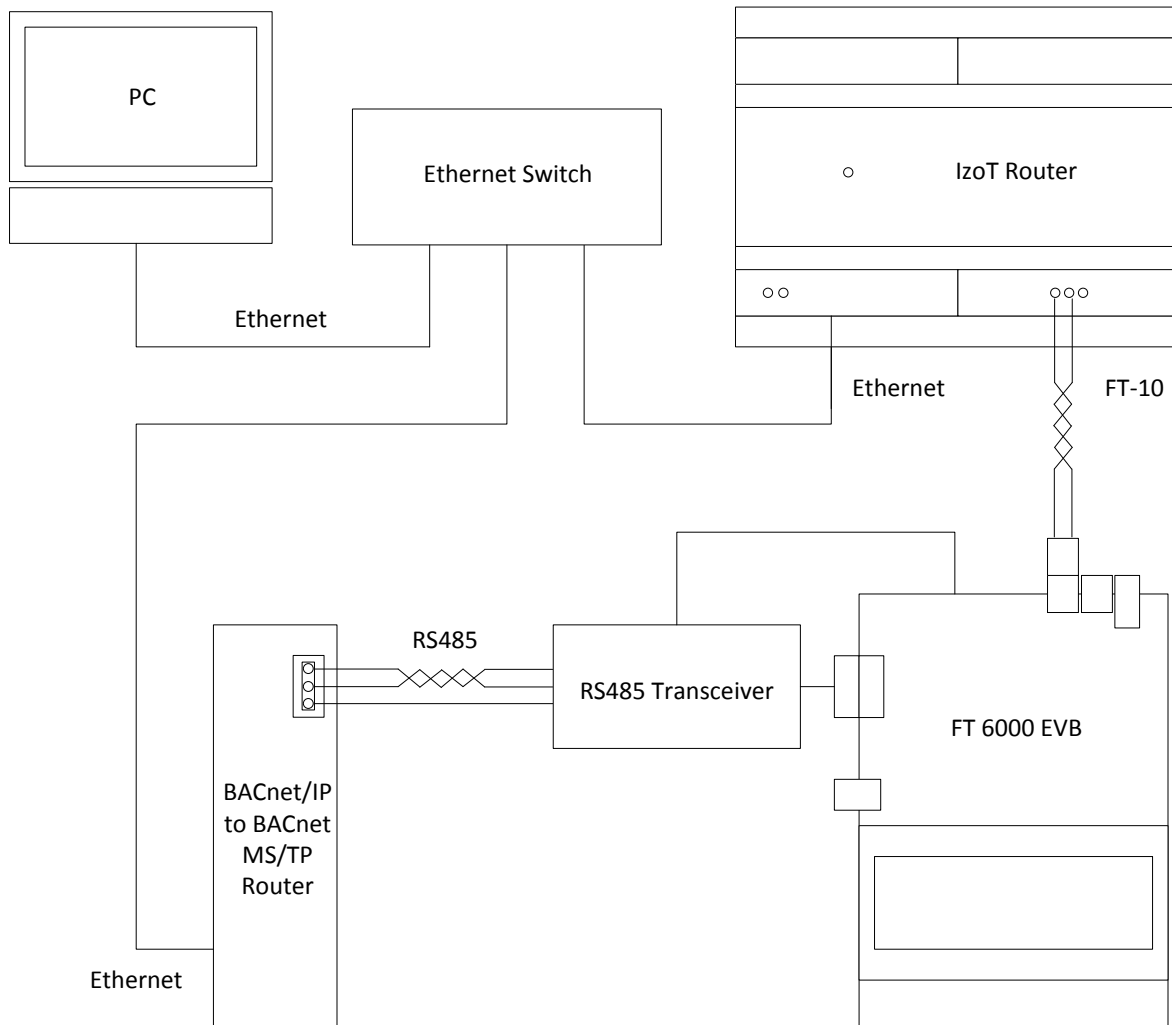 PC
Ethernet Switch
IzoT Router
Ethernet
Ethernet
FT-10
RS485
RS485 Transceiver
FT 6000 EVB
BACnet/IP
to BACnet
MS/TP
Router
Ethernet